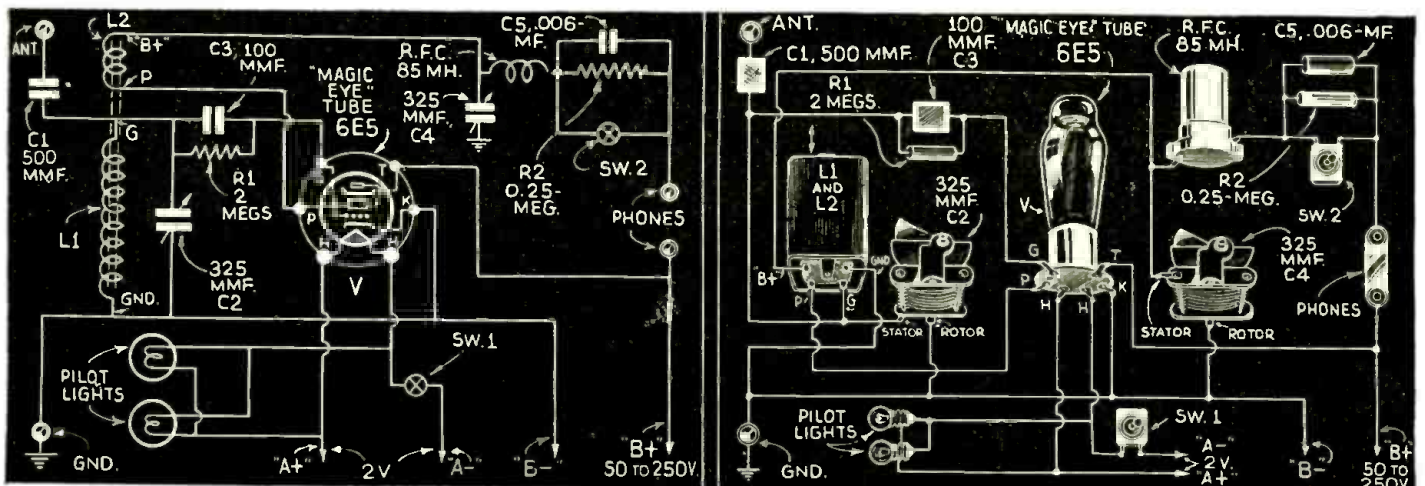 ANT.
L2
"B+"
P
G
C1
500
MMF.
L1
C3, 100
MMF.
R1
2
MEGS
325
MMF.
C2
GND.
"MAGIC
EYE"
TUBE
6E5
P
T
K
V
R.F.C.
85 MH.
325
MMF.
C4
C5, .006-
MF.
R2
0.25-
MEG.
SW.2
PHONES
PILOT
LIGHTS
GND.
SW.1
"A+"
2 V
"A-"
"B-"
"B+
50 TO 250V.
ANT.
C1, 500 MMF.
100
MMF.
C3
R1
2 MEGS.
"MAGIC EYE" TUBE
6E5
R.F.C.
85 MH.
C5, .006-MF.
L1
AND
L2
"B+"
P
G
GND
325
MMF.
C2
STATOR
ROTOR
V
G
P
H
H
T
K
R2
0.25-MEG.
SW.2
325
MMF.
C4
STATOR
ROTOR
PHONES
PILOT
LIGHTS
GND.
SW.1
"A-"
2 V.
"A+"
"B-"
"B+
50 TO
250V.